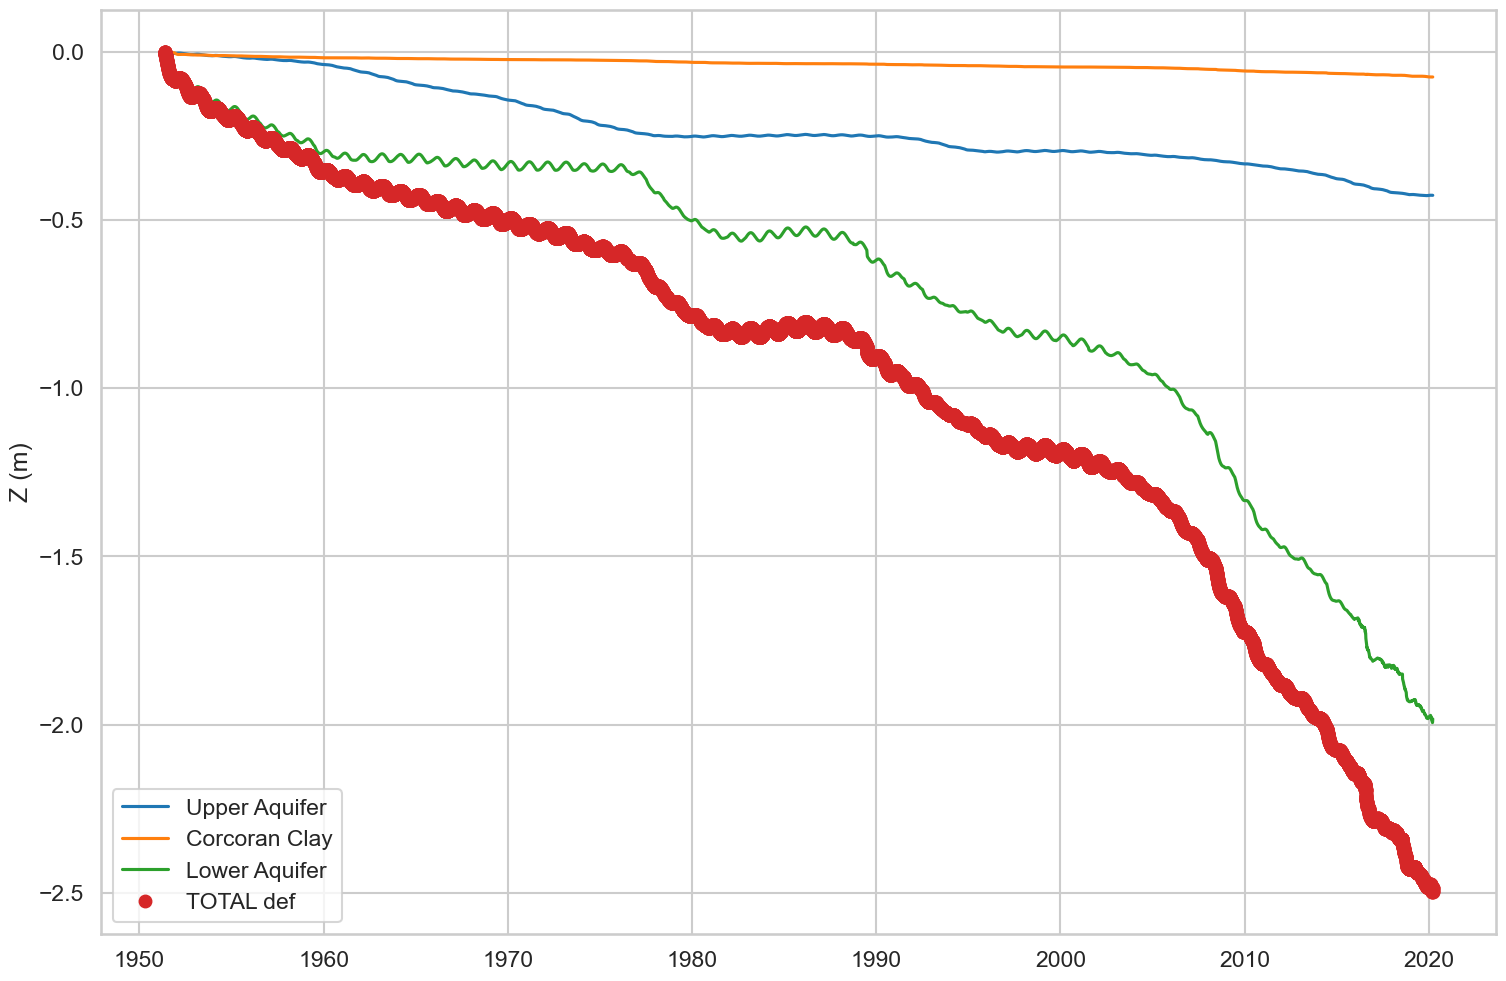 0.0
−0.5
−1.0
−1.5
−2.0
−2.5
Z (m)
Upper Aquifer
Corcoran Clay
Lower Aquifer
TOTAL def
1950 1960 1970 1980 1990 2000 2010 2020